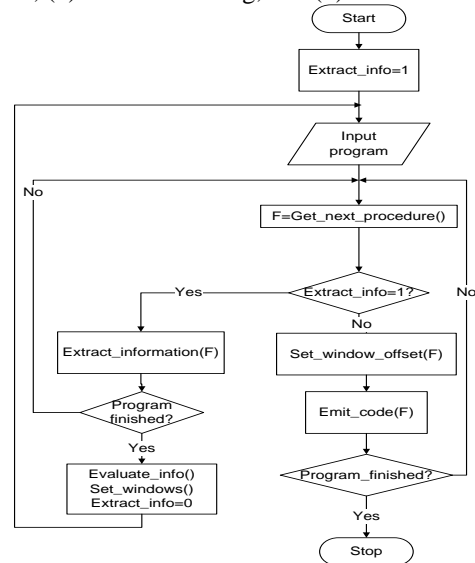 Start
Extract_info=1
Input
program
No
F=Get_next_procedure()
Yes
Extract_info=1?
No
No
Extract_information(F)
Set_window_offset(F)
Program
finished?
Emit_code(F)
Yes
Evaluate_info()
Set_windows()
Extract_info=0
Program_finished?
Yes
Stop